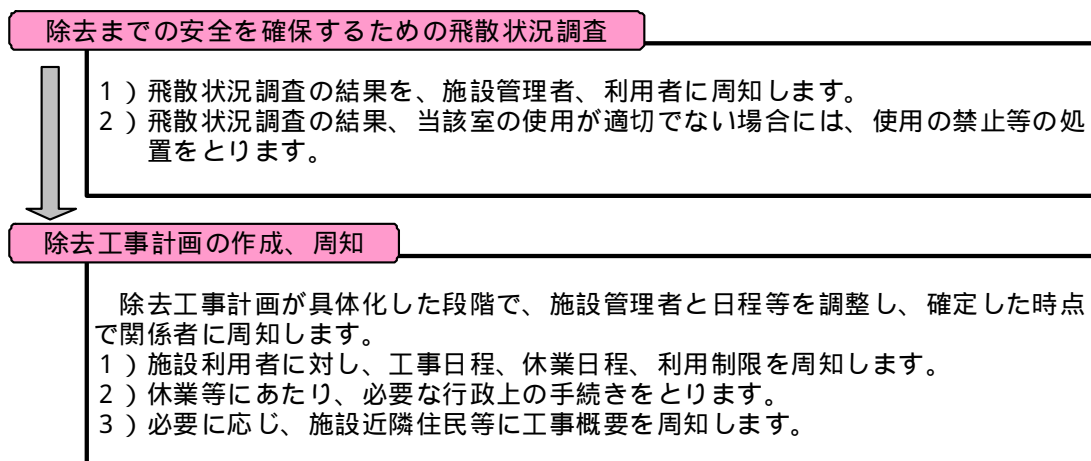 除去までの安全を確保するための飛散状況調査
1）飛散状況調査の結果を、施設管理者、利用者に周知します。
2）飛散状況調査の結果、当該室の使用が適切でない場合には、使用の禁止等の処
置をとります。
除去工事計画の作成、周知
除去工事計画が具体化した段階で、施設管理者と日程等を調整し、確定した時点
で関係者に周知します。
1）施設利用者に対し、工事日程、休業日程、利用制限を周知します。
2）休業等にあたり、必要な行政上の手続きをとります。
3）必要に応じ、施設近隣住民等に工事概要を周知します。